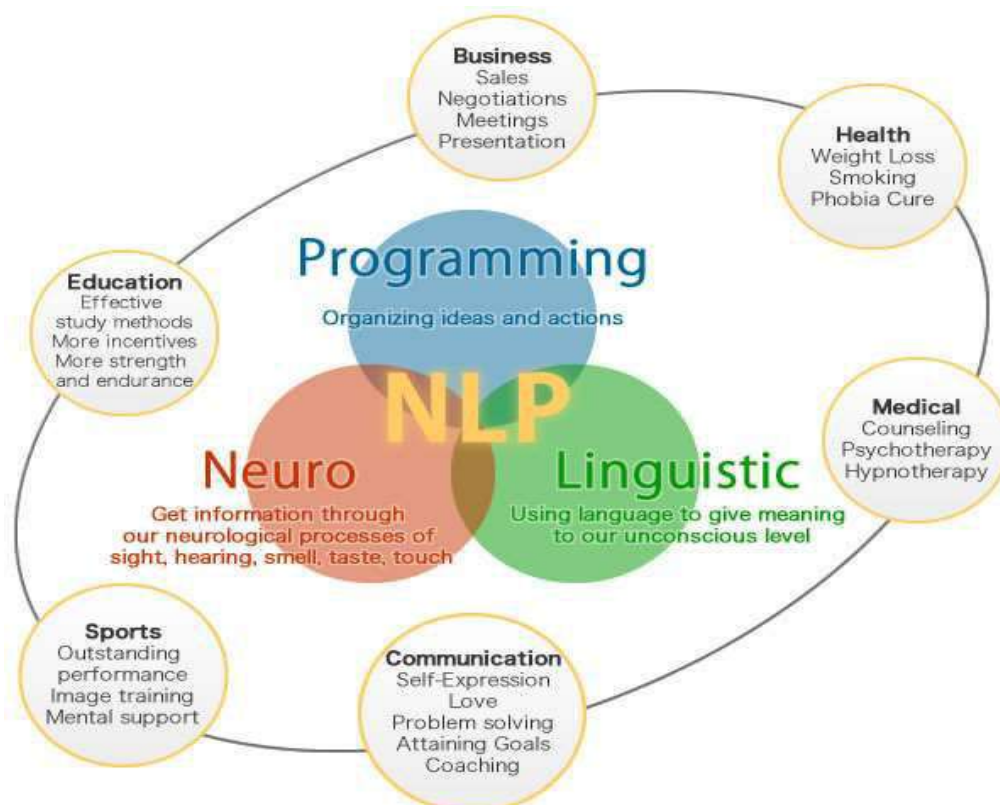 Business
Sales
Negotiations
Meetings
Presentation
Health
Weight Loss
Smoking
Phobia Cure
Programming
Organizing ideas and actions
Education
Effective
study methods
More incentives
More strength
and endurance
NLP
Medical
Counseling
Psychotherapy
Hypnotherapy
Neuro
Get information through
our neurological processes of
sight, hearing, smell, taste, touch
Linguistic
Using language to give meaning
to our unconscious level
Sports
Outstanding
performance
Image training
Mental support
Communication
Self-Expression
Love
Problem solving
Attaining Goals
Coaching